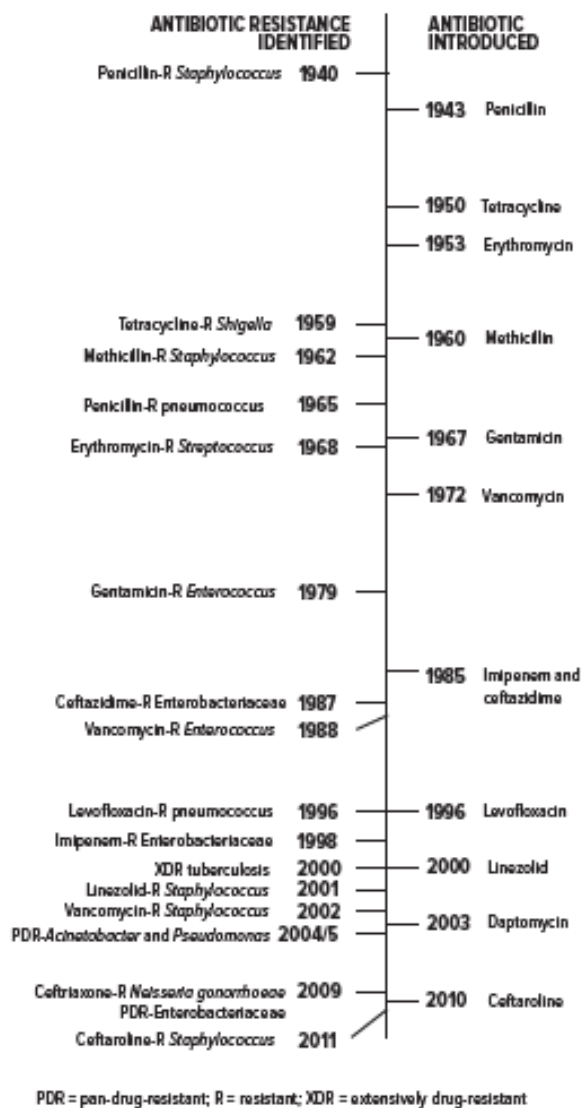 ANTIBIOTIC RESISTANCE
IDENTIFIED
ANTIBIOTIC
INTRODUCED
Penicillin-R Staphylococcus 1940
1943 Penicillin
1950 Tetracycline
1953 Erythromycin
Tetracycline-R Shigella 1959
1960 Methicillin
Methicillin-R Staphylococcus 1962
Penicillin-R pneumococcus 1965
1967 Gentamicin
Erythromycin-R Streptococcus 1968
1972 Vancomycin
Gentamicin-R Enterococcus 1979
1985 Imipenem and
ceftazidime
Ceftazidime-R Enterobacteriaceae 1987
Vancomycin-R Enterococcus 1988
Levofloxacin-R pneumococcus 1996
1996 Levofloxacin
Imipenem-R Enterobacteriaceae 1998
XDR tuberculosis 2000
2000 Linezolid
Linezolid-R Staphylococcus 2001
Vancomycin-R Staphylococcus 2002
2003 Daptomycin
PDR-Acinetobacter and Pseudomonas 2004/5
Ceftriaxone-R Neisseria gonorrhoeae 2009
PDR-Enterobacteriaceae
2010 Ceftaroline
Ceftaroline-R Staphylococcus 2011
PDR = pan-drug-resistant; R = resistant; XDR = extensively drug-resistant